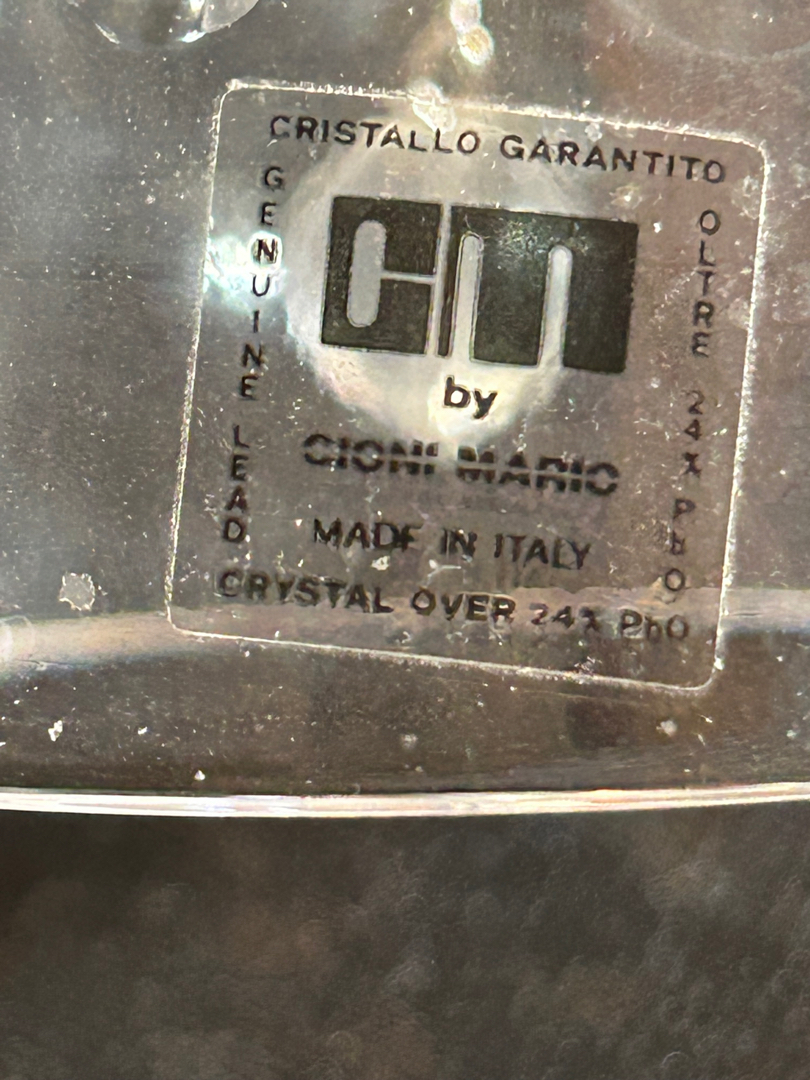 CRISTALLO GARANTITO
GENUINE LEAD
OLTRE 24% PbO
CM
by
CIONI MARIO
MADE IN ITALY
CRYSTAL OVER 24% PbO